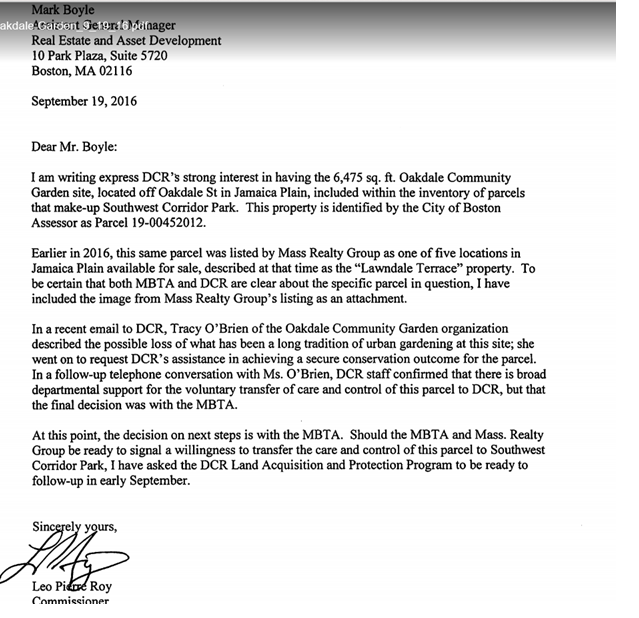 Mark Boyle
Assistant General Manager
Real Estate and Asset Development
10 Park Plaza, Suite 5720
Boston, MA 02116
September 19, 2016
Dear Mr. Boyle:
I am writing express DCR's strong interest in having the 6,475 sq. ft. Oakdale Community
Garden site, located off Oakdale St in Jamaica Plain, included within the inventory of parcels
that make-up Southwest Corridor Park. This property is identified by the City of Boston
Assessor as Parcel 19-00452012.
Earlier in 2016, this same parcel was listed by Mass Realty Group as one of five locations in
Jamaica Plain available for sale, described at that time as the “Lawndale Terrace” property. To
be certain that both MBTA and DCR are clear about the specific parcel in question, I have
included the image from Mass Realty Group's listing as an attachment.
In a recent email to DCR, Tracy O'Brien of the Oakdale Community Garden organization
described the possible loss of what has been a long tradition of urban gardening at this site; she
went on to request DCR's assistance in achieving a secure conservation outcome for the parcel.
In a follow-up telephone conversation with Ms. O'Brien, DCR staff confirmed that there is broad
departmental support for the voluntary transfer of care and control of this parcel to DCR, but that
the final decision was with the MBTA.
At this point, the decision on next steps is with the MBTA. Should the MBTA and Mass. Realty
Group be ready to signal a willingness to transfer the care and control of this parcel to Southwest
Corridor Park, I have asked the DCR Land Acquisition and Protection Program to be ready to
follow-up in early September.
Sincerely yours,
Leo Pierre Roy
Commissioner